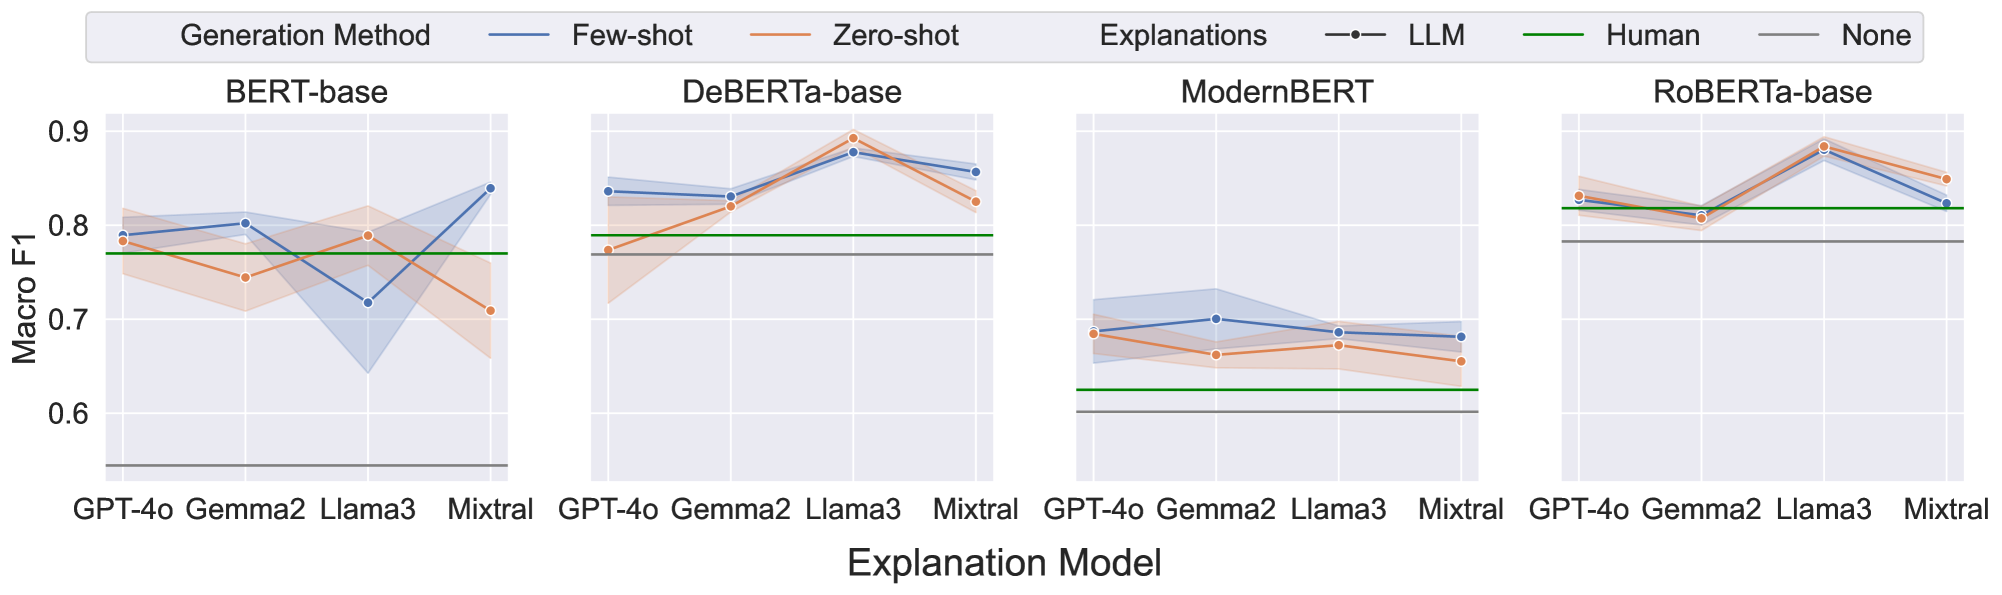 Generation Method Few-shot Zero-shot Explanations LLM Human None
BERT-base DeBERTa-base ModernBERT RoBERTa-base
Macro F1
0.9
0.8
0.7
0.6
GPT-4o Gemma2 Llama3 Mixtral GPT-4o Gemma2 Llama3 Mixtral GPT-4o Gemma2 Llama3 Mixtral GPT-4o Gemma2 Llama3 Mixtral
Explanation Model